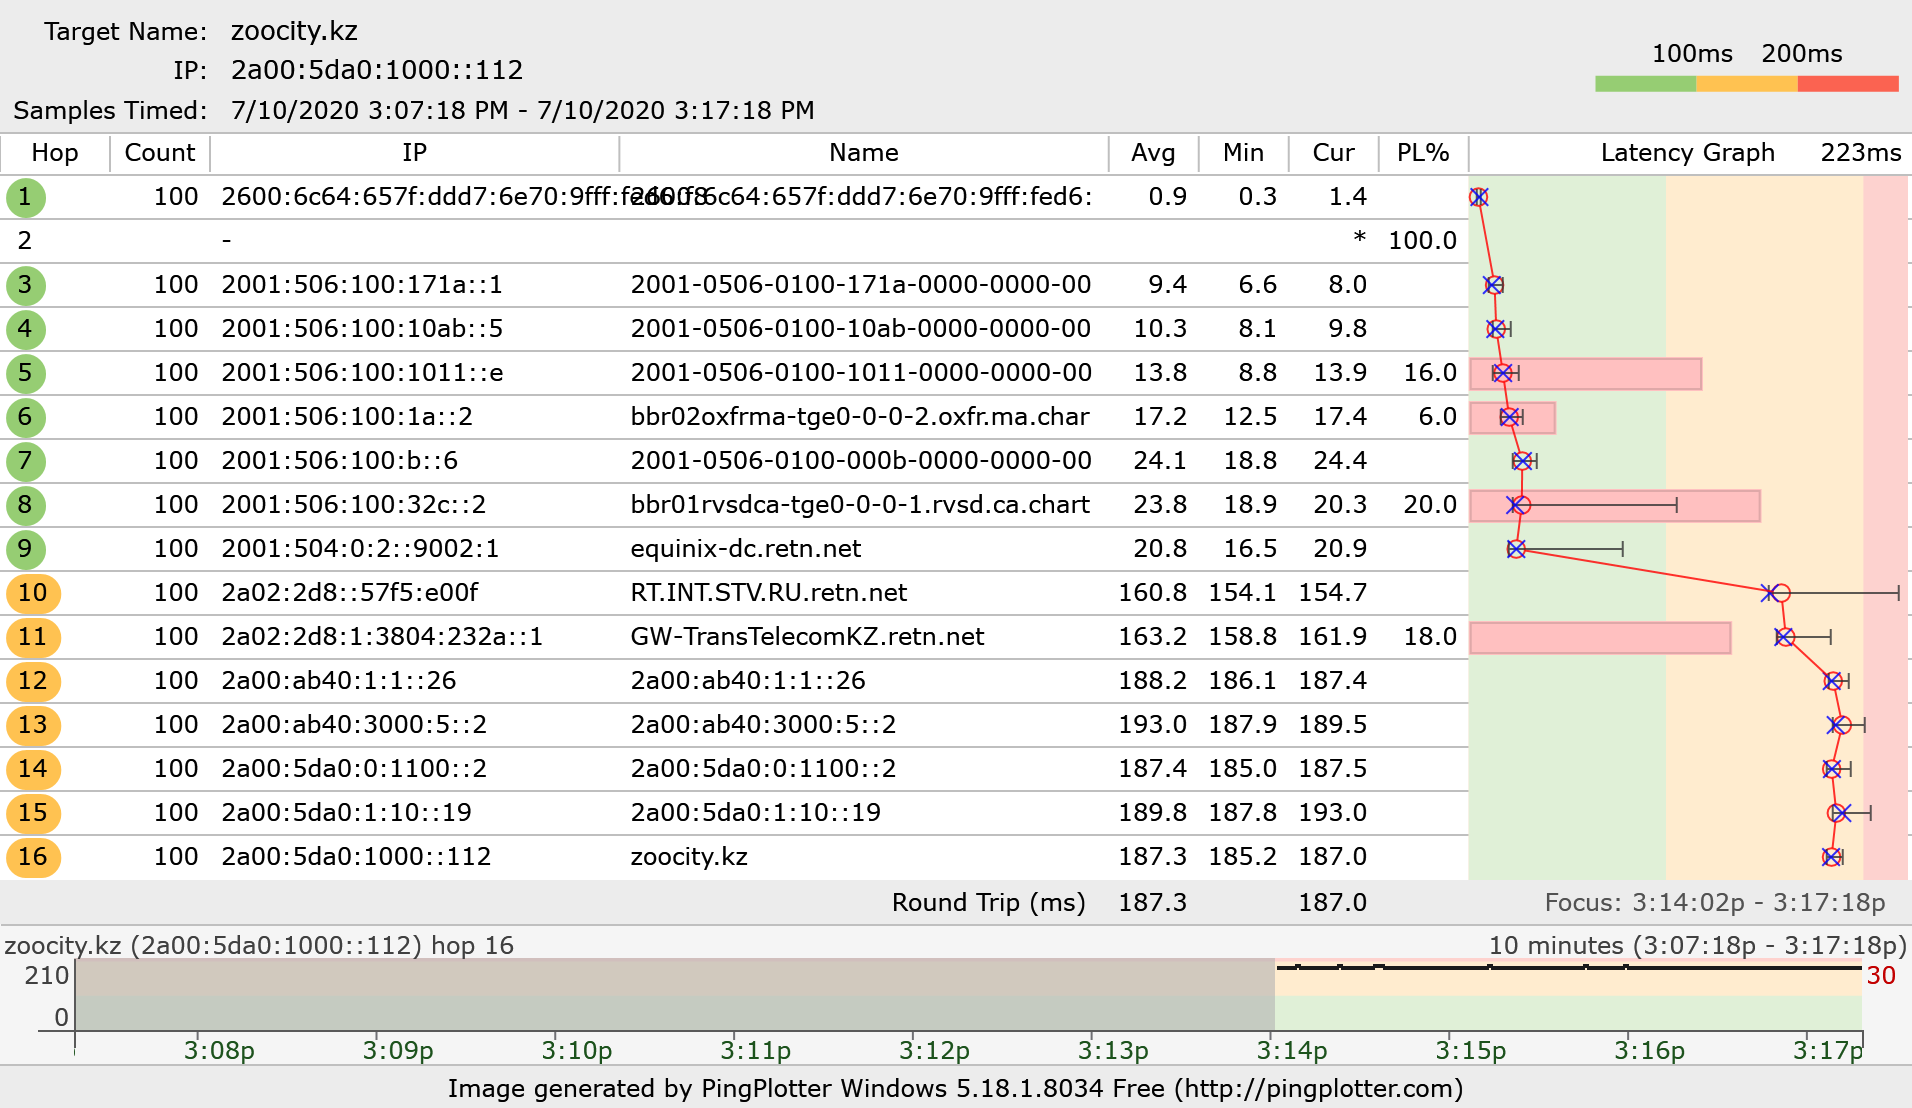 Target Name: zoocity.kz
IP: 2a00:5da0:1000::112
Samples Timed: 7/10/2020 3:07:18 PM - 7/10/2020 3:17:18 PM
100ms 200ms
Hop Count IP Name Avg Min Cur PL% Latency Graph 223ms
1 100 2600:6c64:657f:ddd7:6e70:9fff:fed6:f8 2600:6c64:657f:ddd7:6e70:9fff:fed6: 0.9 0.3 1.4
2 - * 100.0
3 100 2001:506:100:171a::1 2001-0506-0100-171a-0000-0000-00 9.4 6.6 8.0
4 100 2001:506:100:10ab::5 2001-0506-0100-10ab-0000-0000-00 10.3 8.1 9.8
5 100 2001:506:100:1011::e 2001-0506-0100-1011-0000-0000-00 13.8 8.8 13.9 16.0
6 100 2001:506:100:1a::2 bbr02oxfrma-tge0-0-0-2.oxfr.ma.char 17.2 12.5 17.4 6.0
7 100 2001:506:100:b::6 2001-0506-0100-000b-0000-0000-00 24.1 18.8 24.4
8 100 2001:506:100:32c::2 bbr01rvsdca-tge0-0-0-1.rvsd.ca.chart 23.8 18.9 20.3 20.0
9 100 2001:504:0:2::9002:1 equinix-dc.retn.net 20.8 16.5 20.9
10 100 2a02:2d8::57f5:e00f RT.INT.STV.RU.retn.net 160.8 154.1 154.7
11 100 2a02:2d8:1:3804:232a::1 GW-TransTelecomKZ.retn.net 163.2 158.8 161.9 18.0
12 100 2a00:ab40:1:1::26 2a00:ab40:1:1::26 188.2 186.1 187.4
13 100 2a00:ab40:3000:5::2 2a00:ab40:3000:5::2 193.0 187.9 189.5
14 100 2a00:5da0:0:1100::2 2a00:5da0:0:1100::2 187.4 185.0 187.5
15 100 2a00:5da0:1:10::19 2a00:5da0:1:10::19 189.8 187.8 193.0
16 100 2a00:5da0:1000::112 zoocity.kz 187.3 185.2 187.0
Round Trip (ms) 187.3 187.0 Focus: 3:14:02p - 3:17:18p
zoocity.kz (2a00:5da0:1000::112) hop 16 10 minutes (3:07:18p - 3:17:18p)
210 30
0
3:08p 3:09p 3:10p 3:11p 3:12p 3:13p 3:14p 3:15p 3:16p 3:17p
Image generated by PingPlotter Windows 5.18.1.8034 Free (http://pingplotter.com)